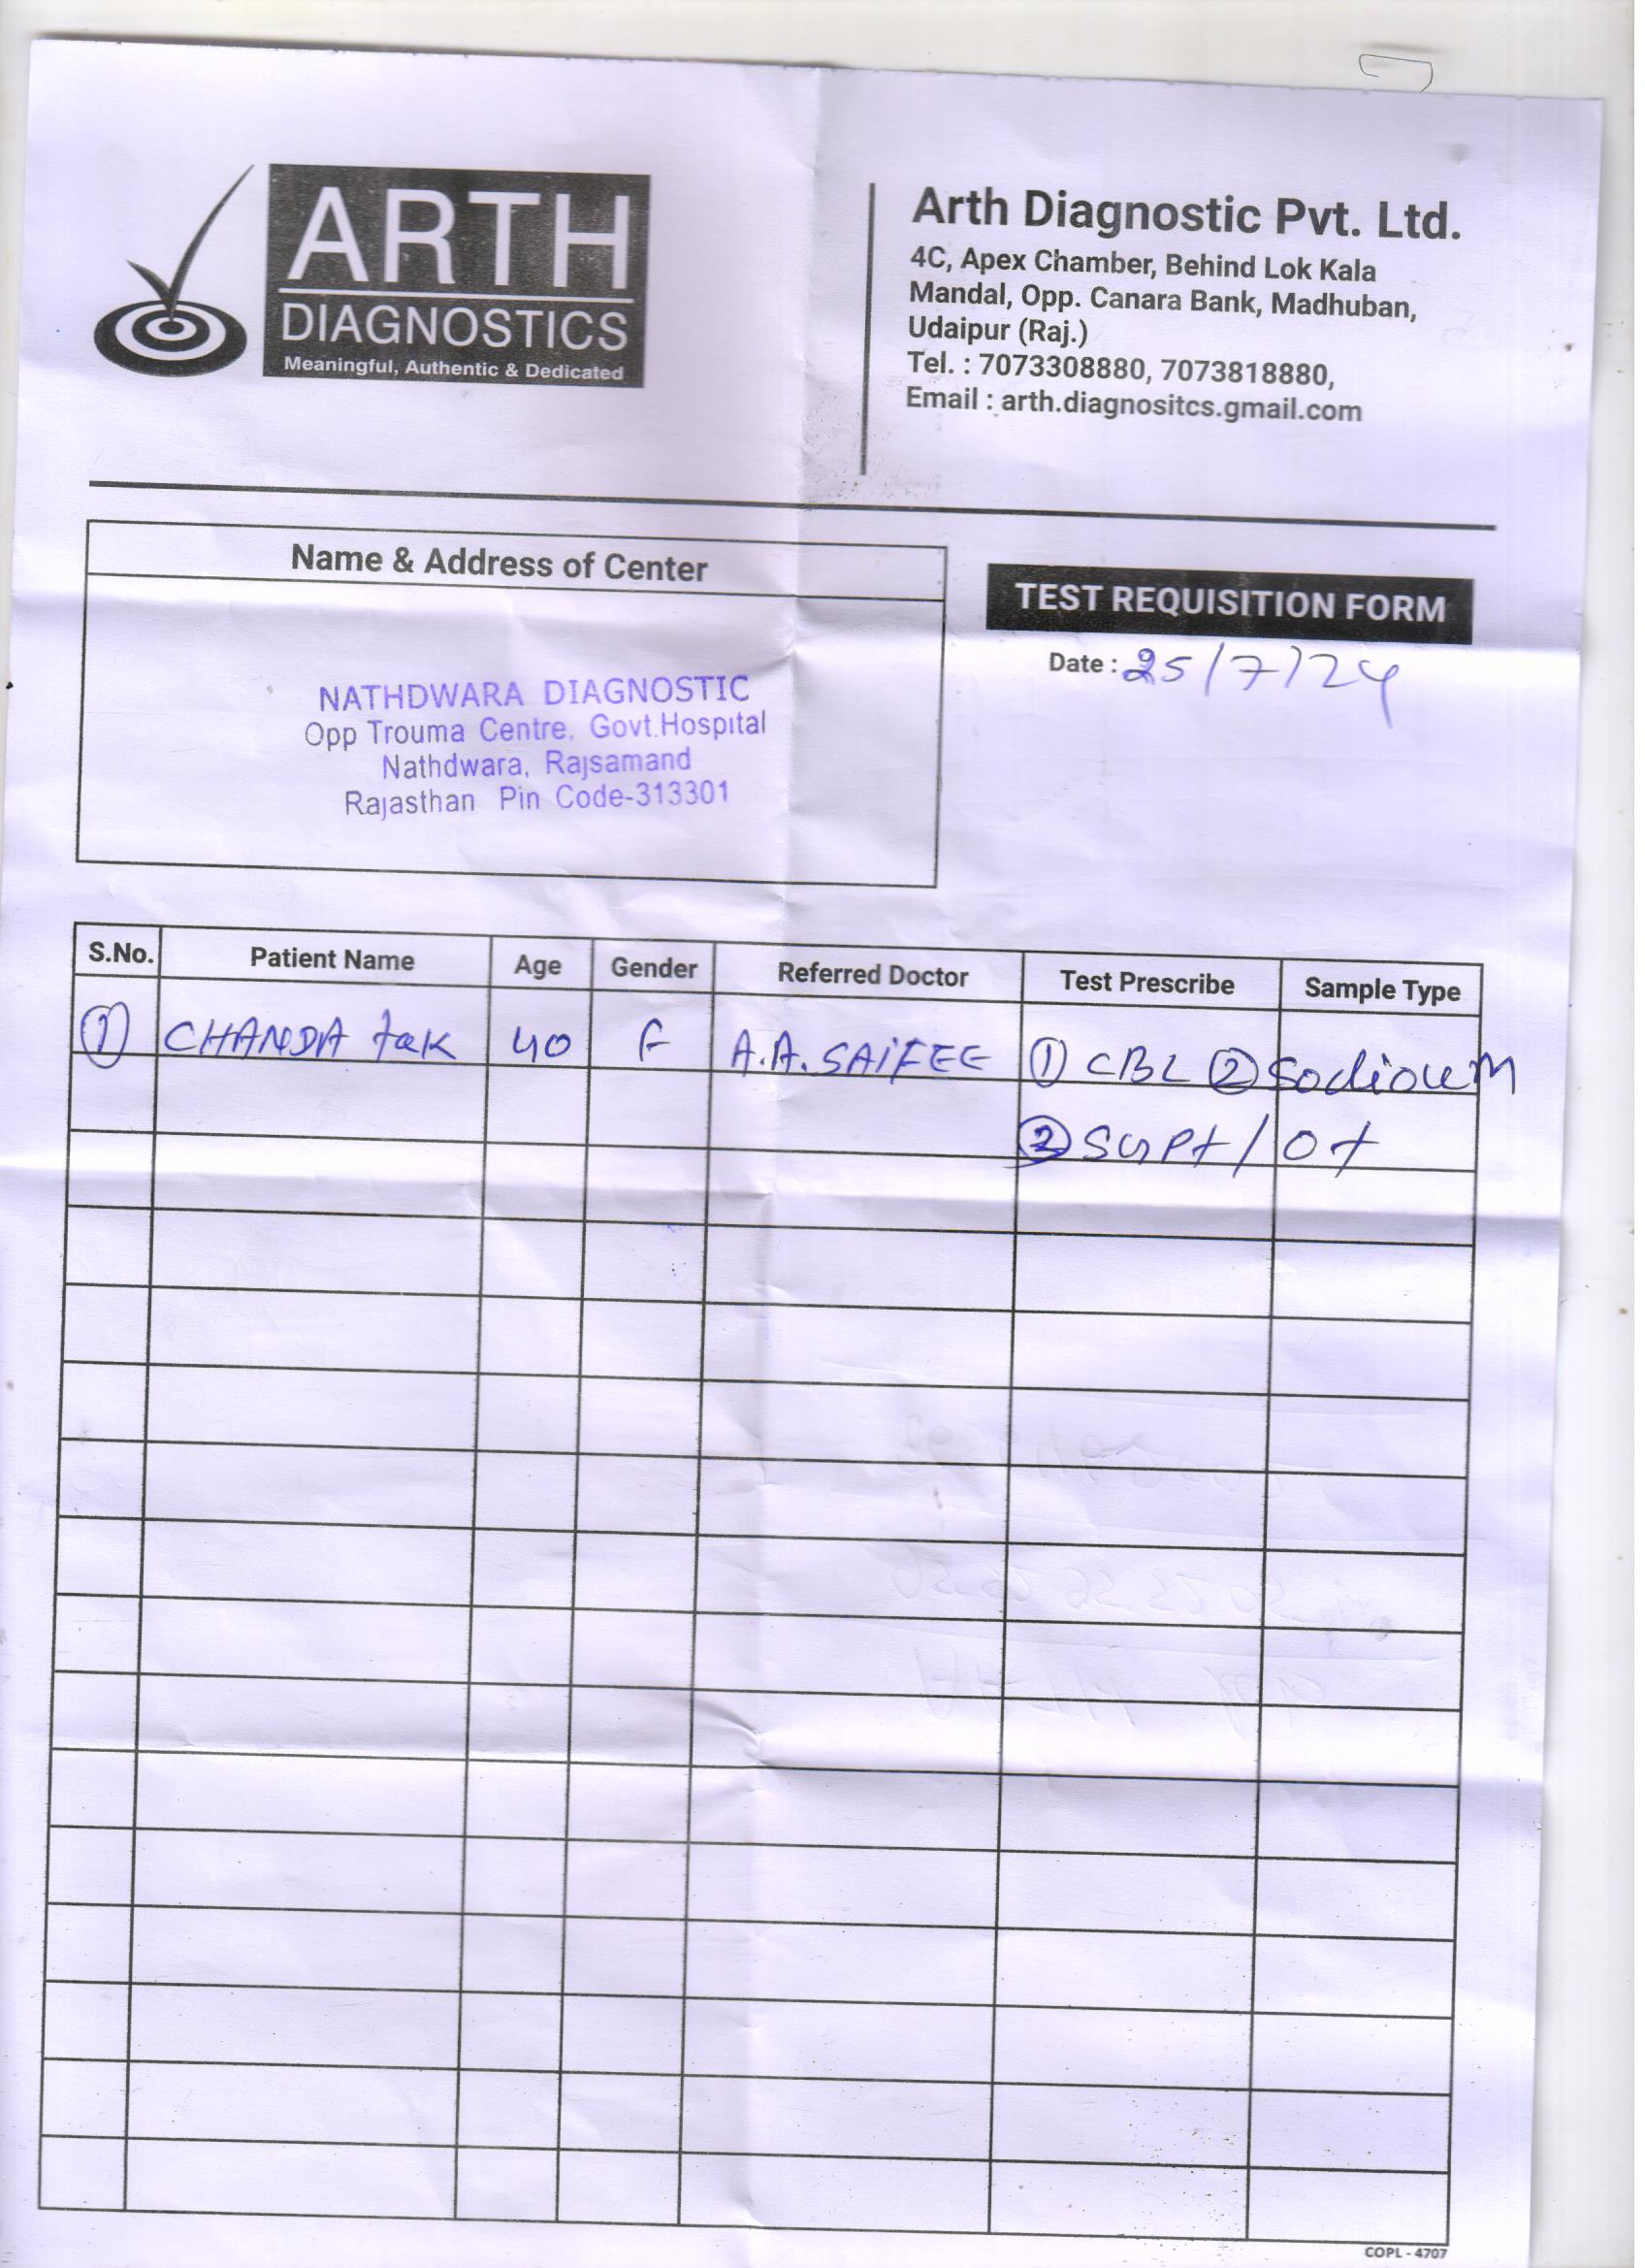 ARTH
DIAGNOSTICS
Meaningful, Authentic & Dedicated
Arth Diagnostic Pvt. Ltd.
4C, Apex Chamber, Behind Lok Kala
Mandal, Opp. Canara Bank, Madhuban,
Udaipur (Raj.)
Tel. : 7073308880, 7073818880,
Email : arth.diagnositcs.gmail.com
Name & Address of Center
NATHDWARA DIAGNOSTIC
Opp Trouma Centre, Govt.Hospital
Nathdwara, Rajsamand
Rajasthan Pin Code-313301
TEST REQUISITION FORM
Date : 25/7/24
S.No. Patient Name Age Gender Referred Doctor Test Prescribe Sample Type
① CHANDA tak 40 F A.A. SAIFEE ① CBC ② Sodioum
③ SGPt/Ot
COPL - 4707